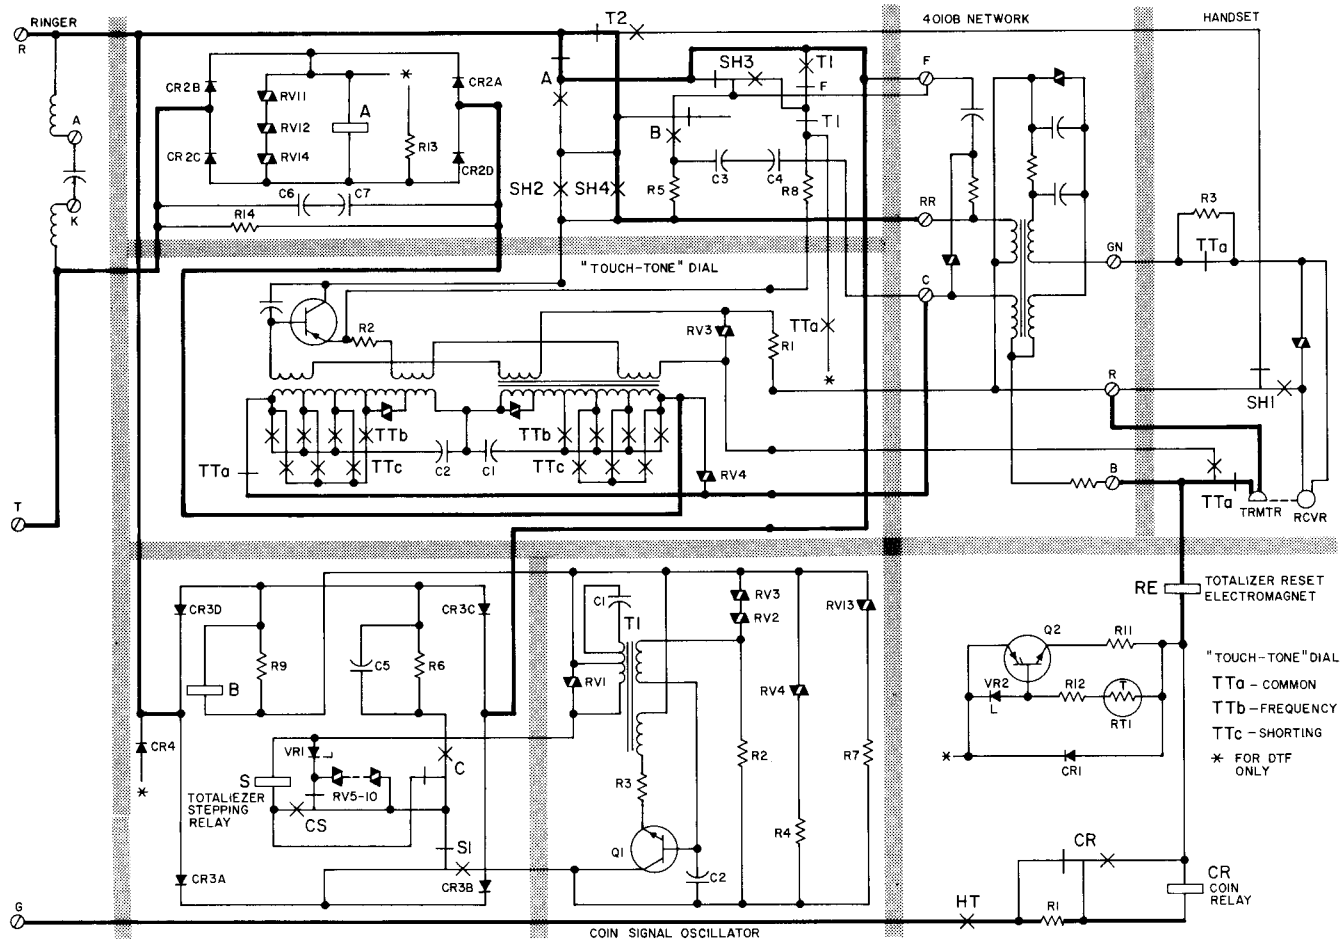 RINGER
R
T2
4010B NETWORK
HANDSET
CR2B
CR2A
RV11
RV12
RV14
A
*
R13
CR2C
CR2D
A
SH3
T1
F
T1
F
B
A
K
C6
C7
R14
SH2
SH4
R5
C3
C4
R8
RR
R3
TTa
GN
"TOUCH-TONE" DIAL
C
R2
RV3
R1
TTa
*
R
SH1
TTb
TTb
TTc
C2
C1
TTc
TTa
RV4
T
B
TTa
TRMTR
RCVR
CR3D
CR3C
C1
T1
RV3
RV2
RV13
RE
TOTALIZER RESET
ELECTROMAGNET
R9
C5
R6
B
RV1
RV4
Q2
R11
VR2
L
R12
T
RT1
CR1
*
"TOUCH-TONE" DIAL
TTa - COMMON
TTb - FREQUENCY
TTc - SHORTING
* FOR DTF
ONLY
CR4
*
VR1
L
C
S
RV5-10
TOTALIEZER
STEPPING
RELAY
CS
S1
R3
R2
R7
R4
Q1
C2
CR3A
CR3B
CR
CR
COIN
RELAY
G
HT
R1
COIN SIGNAL OSCILLATOR